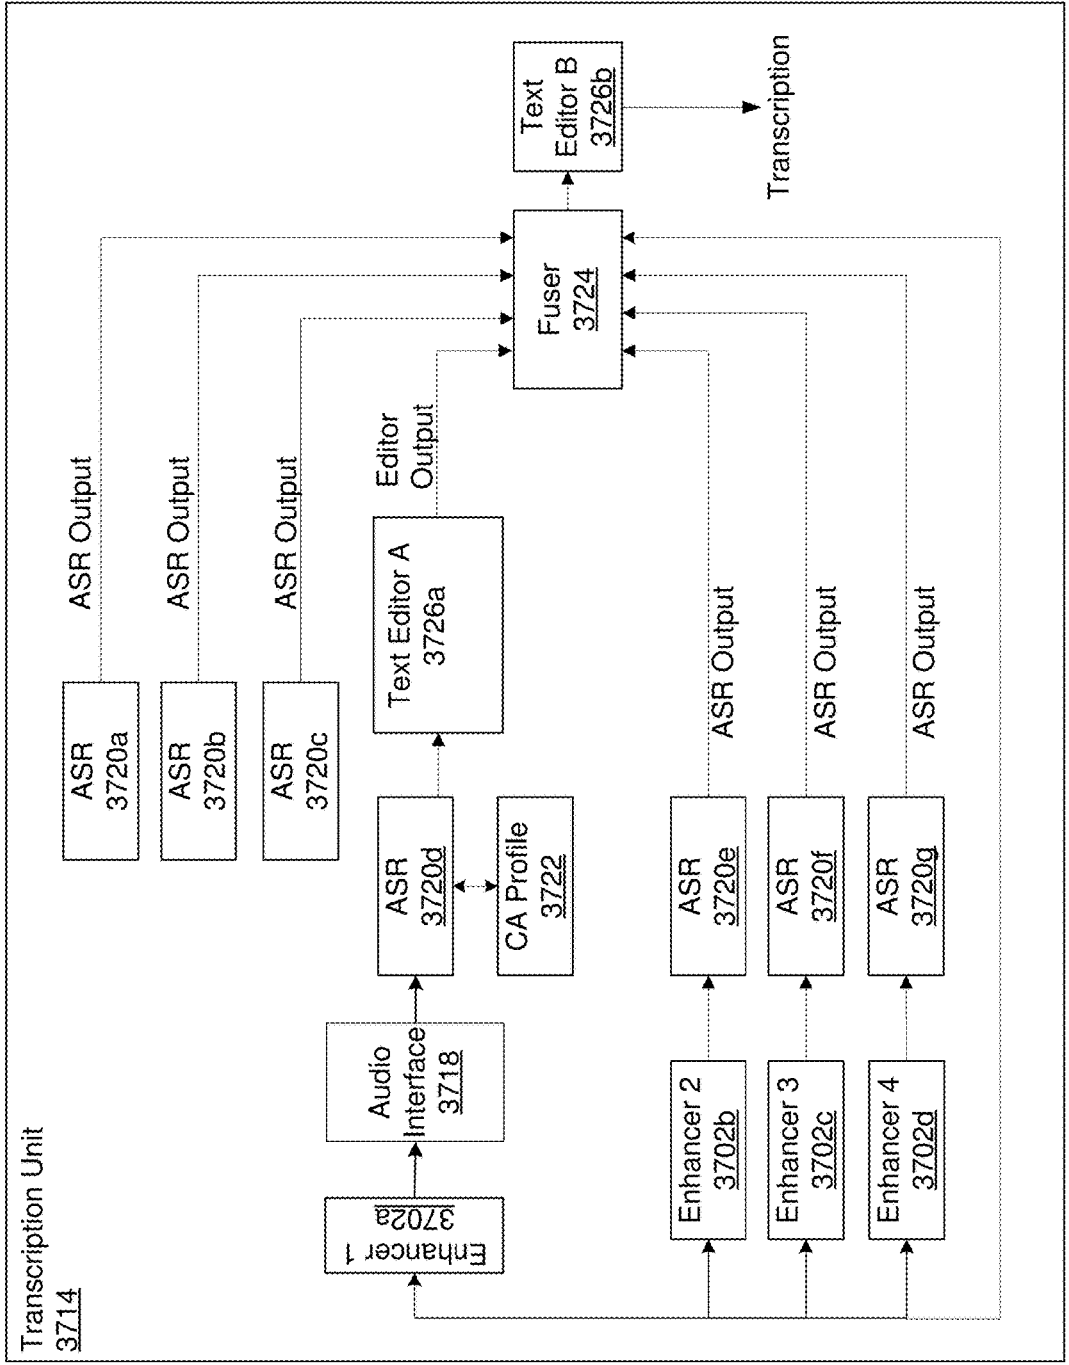 Transcription Unit
3714
ASR
3720a
ASR Output
ASR
3720b
ASR Output
ASR
3720c
ASR Output
Enhancer 1
3702a
Audio
Interface
3718
ASR
3720d
CA Profile
3722
Text Editor A
3726a
Editor
Output
Fuser
3724
Text
Editor B
3726b
Transcription
Enhancer 2
3702b
ASR
3720e
ASR Output
Enhancer 3
3702c
ASR
3720f
ASR Output
Enhancer 4
3702d
ASR
3720g
ASR Output